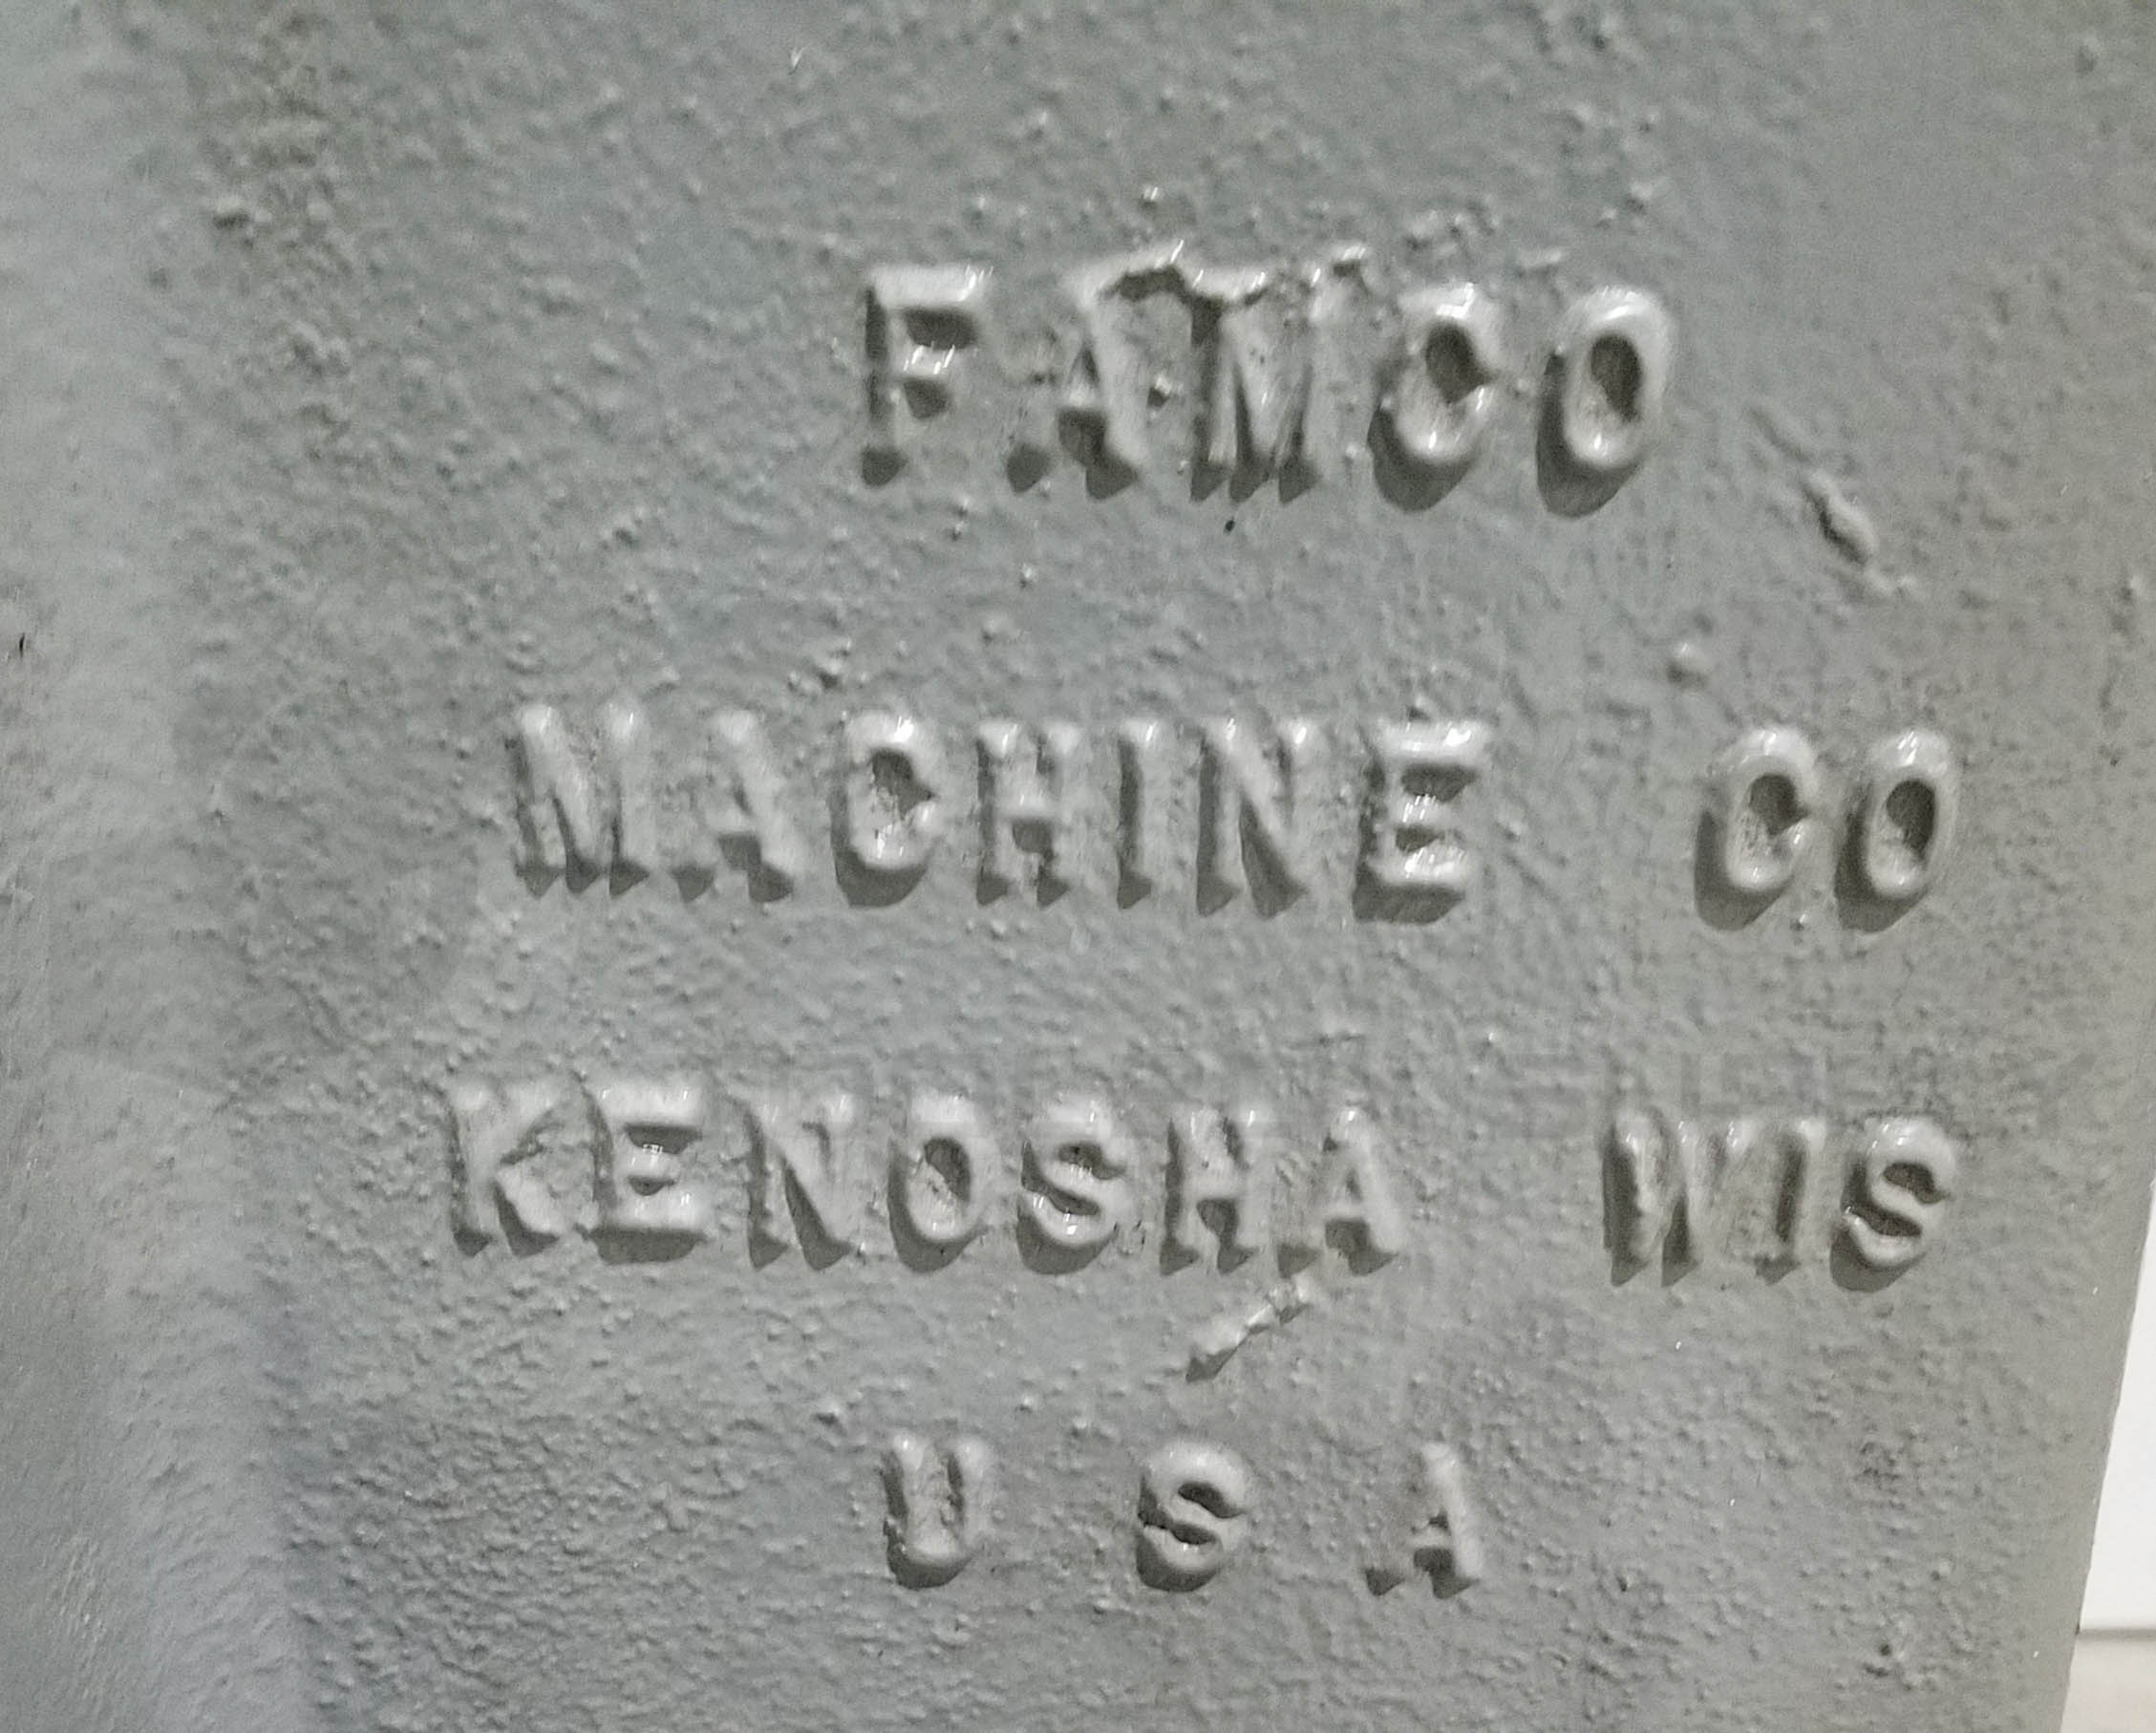 FAMCO
MACHINE CO
KENOSHA WIS
U S A